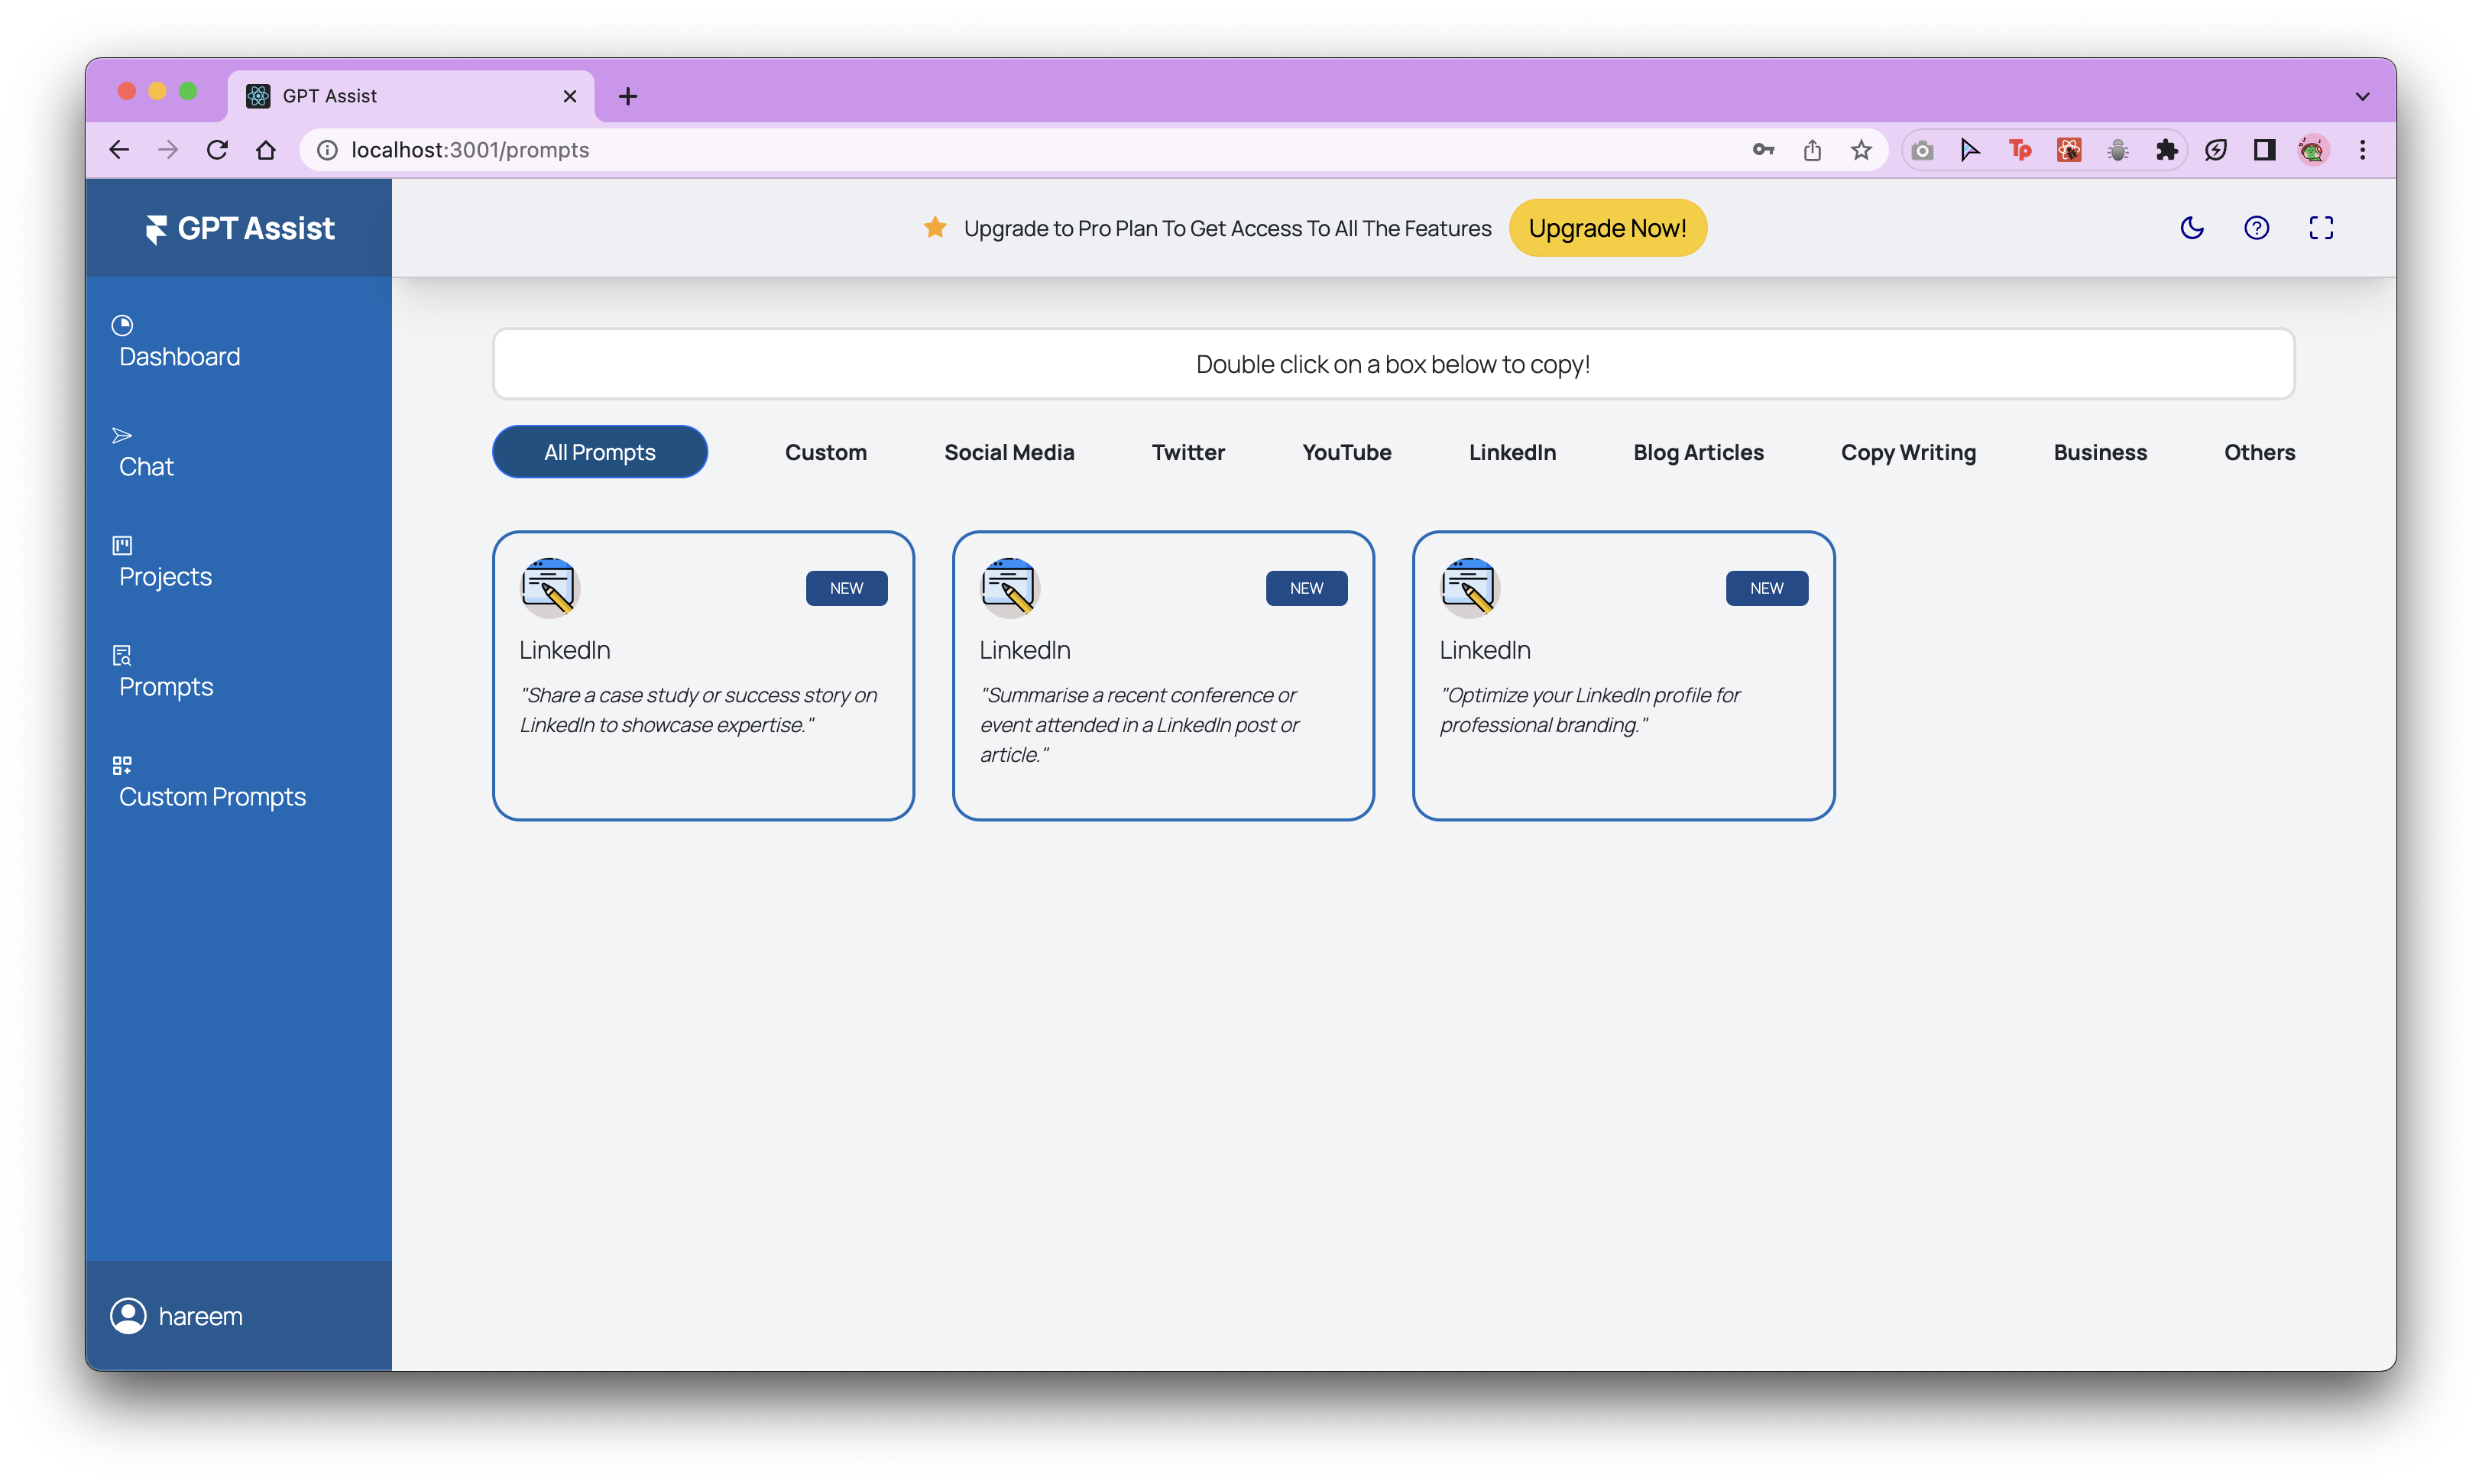 GPT Assist
localhost:3001/prompts
Tp
GPT Assist
Upgrade to Pro Plan To Get Access To All The Features
Upgrade Now!
Dashboard
Chat
Projects
Prompts
Custom Prompts
hareem
Double click on a box below to copy!
All Prompts Custom Social Media Twitter YouTube LinkedIn Blog Articles Copy Writing Business Others
NEW
LinkedIn
"Share a case study or success story on
LinkedIn to showcase expertise."
NEW
LinkedIn
"Summarise a recent conference or
event attended in a LinkedIn post or
article."
NEW
LinkedIn
"Optimize your LinkedIn profile for
professional branding."